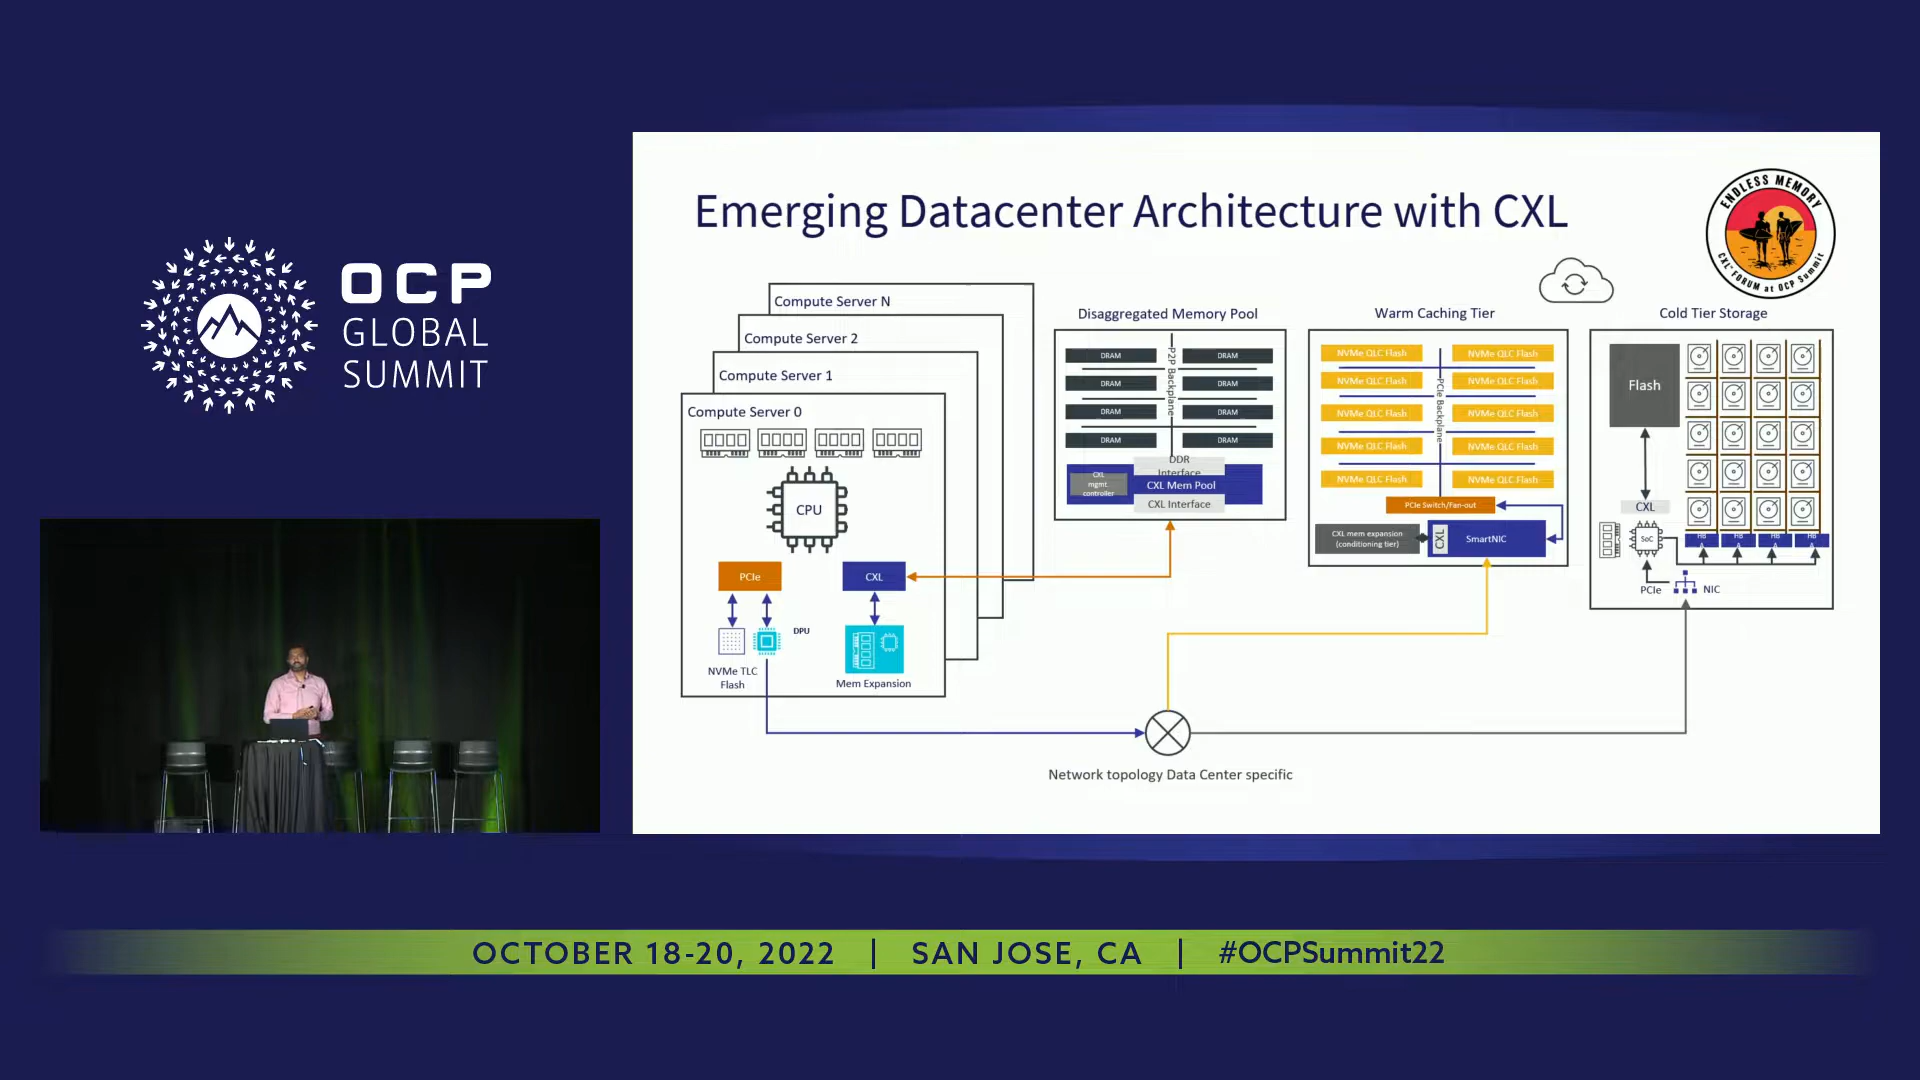 OCP
GLOBAL
SUMMIT
Emerging Datacenter Architecture with CXL
ENDLESS MEMORY
CXL® FORUM at OCP Summit
Compute Server N
Compute Server 2
Compute Server 1
Compute Server 0
CPU
PCIe
CXL
DPU
NVMe TLC
Flash
Mem Expansion
Disaggregated Memory Pool
DRAM
DRAM
DRAM
DRAM
DRAM
DRAM
DRAM
DRAM
P2P Backplane
DDR
Interface
CXL
mgmt
controller
CXL Mem Pool
CXL Interface
Warm Caching Tier
NVMe QLC Flash
NVMe QLC Flash
NVMe QLC Flash
NVMe QLC Flash
NVMe QLC Flash
NVMe QLC Flash
NVMe QLC Flash
NVMe QLC Flash
NVMe QLC Flash
NVMe QLC Flash
PCIe Backplane
PCIe Switch/Fan-out
CXL mem expansion
(conditioning tier)
CXL
SmartNIC
Cold Tier Storage
Flash
CXL
SoC
HB
A
HB
A
HB
A
HB
A
PCIe
NIC
Network topology Data Center specific
OCTOBER 18-20, 2022 | SAN JOSE, CA | #OCPSummit22